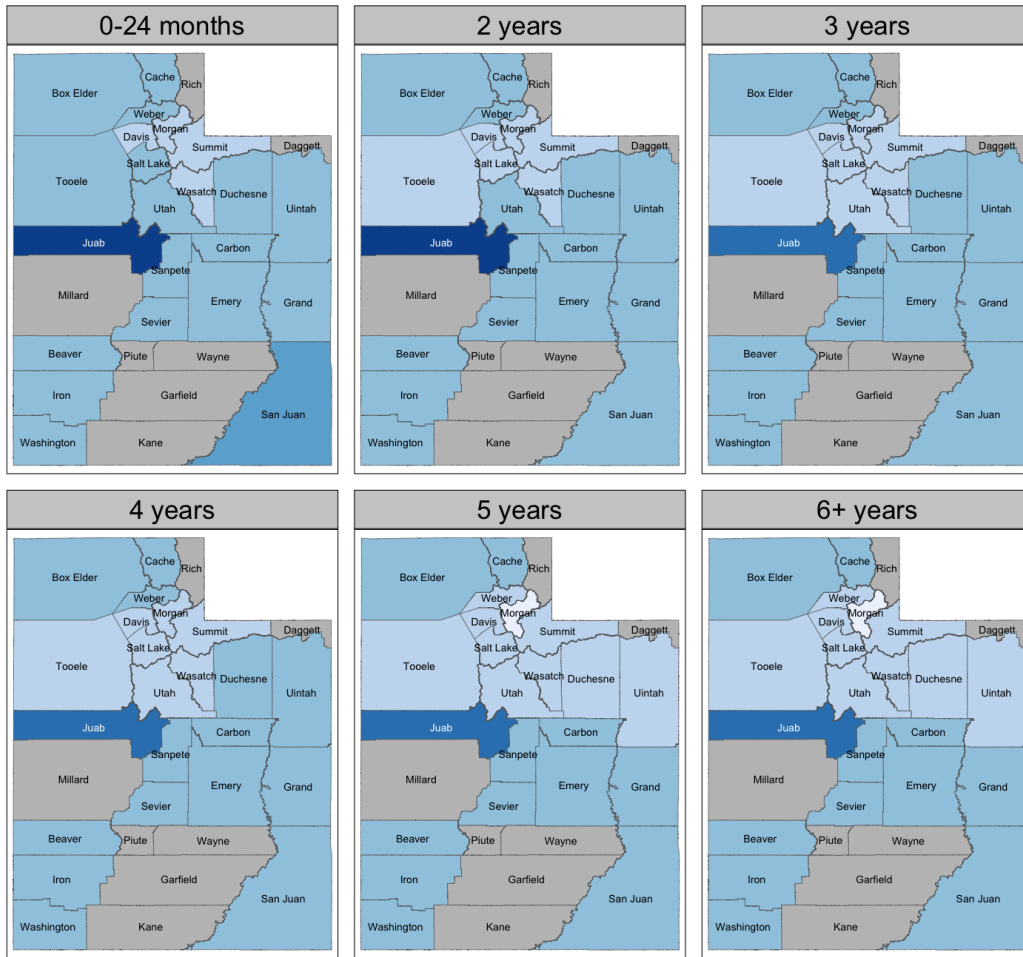 0-24 months
Cache
Rich
Box Elder
Weber
Morgan
Davis
Summit
Daggett
Salt Lake
Tooele
Wasatch
Duchesne
Utah
Uintah
Juab
Carbon
Sanpete
Millard
Emery
Grand
Sevier
Beaver
Piute
Wayne
Iron
Garfield
San Juan
Washington
Kane
2 years
Cache
Rich
Box Elder
Weber
Morgan
Davis
Summit
Daggett
Salt Lake
Tooele
Wasatch
Duchesne
Utah
Uintah
Juab
Carbon
Sanpete
Millard
Emery
Grand
Sevier
Beaver
Piute
Wayne
Iron
Garfield
San Juan
Washington
Kane
3 years
Cache
Rich
Box Elder
Weber
Morgan
Davis
Summit
Daggett
Salt Lake
Tooele
Wasatch
Duchesne
Utah
Uintah
Juab
Carbon
Sanpete
Millard
Emery
Grand
Sevier
Beaver
Piute
Wayne
Iron
Garfield
San Juan
Washington
Kane
4 years
Cache
Rich
Box Elder
Weber
Morgan
Davis
Summit
Daggett
Salt Lake
Tooele
Wasatch
Duchesne
Utah
Uintah
Juab
Carbon
Sanpete
Millard
Emery
Grand
Sevier
Beaver
Piute
Wayne
Iron
Garfield
San Juan
Washington
Kane
5 years
Cache
Rich
Box Elder
Weber
Morgan
Davis
Summit
Daggett
Salt Lake
Tooele
Wasatch
Duchesne
Utah
Uintah
Juab
Carbon
Sanpete
Millard
Emery
Grand
Sevier
Beaver
Piute
Wayne
Iron
Garfield
San Juan
Washington
Kane
6+ years
Cache
Rich
Box Elder
Weber
Morgan
Davis
Summit
Daggett
Salt Lake
Tooele
Wasatch
Duchesne
Utah
Uintah
Juab
Carbon
Sanpete
Millard
Emery
Grand
Sevier
Beaver
Piute
Wayne
Iron
Garfield
San Juan
Washington
Kane